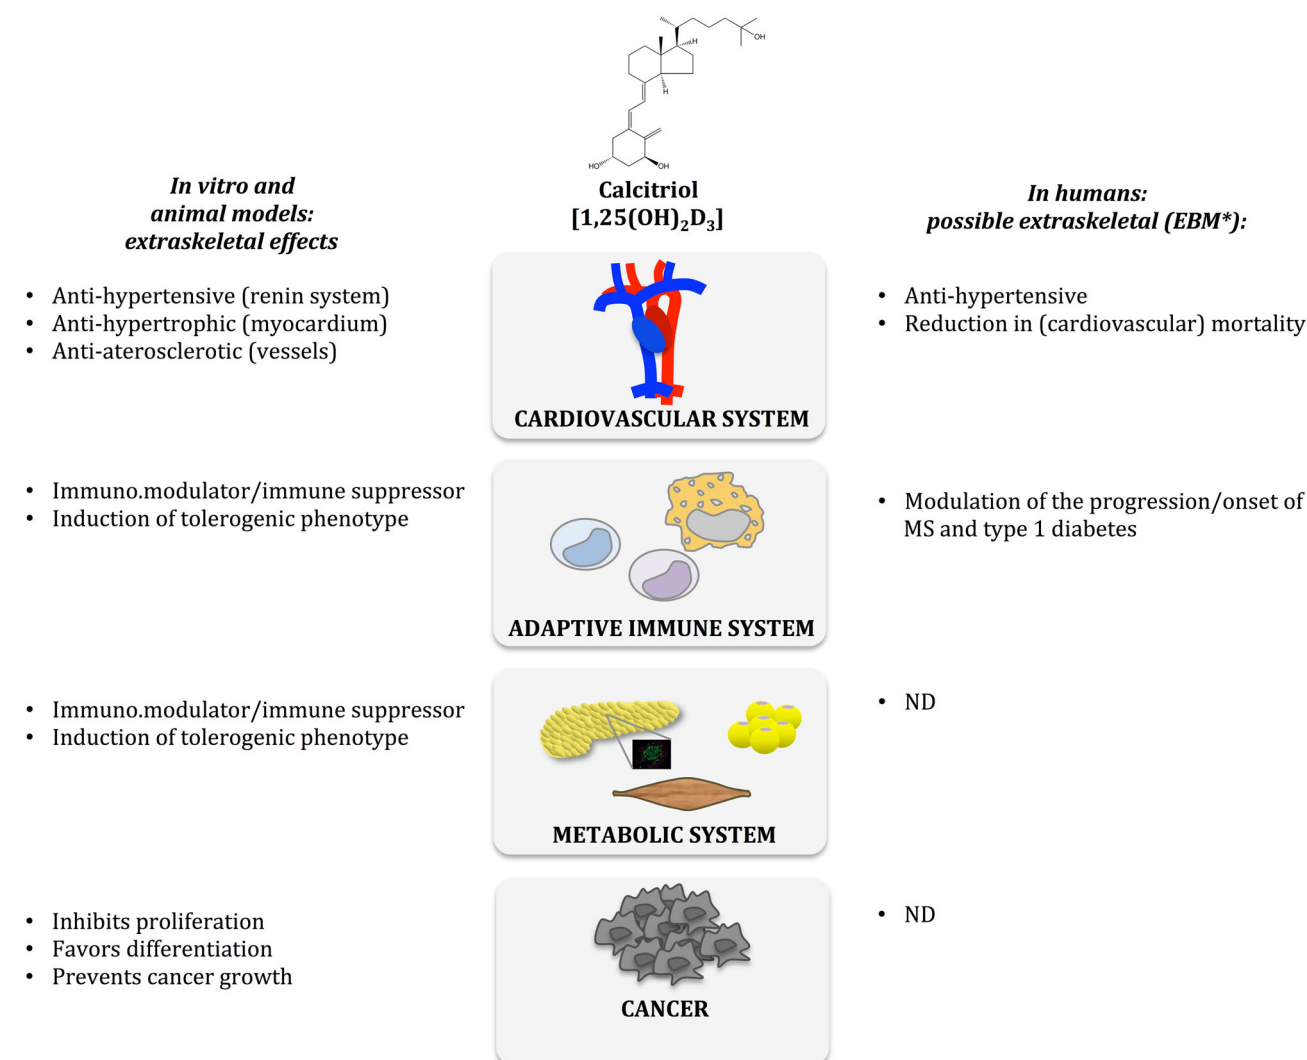 OH
H
H
HO
OH
Calcitriol
[1,25(OH)₂D₃]
In vitro and
animal models:
extraskeletal effects
In humans:
possible extraskeletal (EBM*):
• Anti-hypertensive (renin system)
• Anti-hypertrophic (myocardium)
• Anti-aterosclerotic (vessels)
CARDIOVASCULAR SYSTEM
• Anti-hypertensive
• Reduction in (cardiovascular) mortality
• Immuno.modulator/immune suppressor
• Induction of tolerogenic phenotype
ADAPTIVE IMMUNE SYSTEM
• Modulation of the progression/onset of
MS and type 1 diabetes
• Immuno.modulator/immune suppressor
• Induction of tolerogenic phenotype
METABOLIC SYSTEM
• ND
• Inhibits proliferation
• Favors differentiation
• Prevents cancer growth
CANCER
• ND